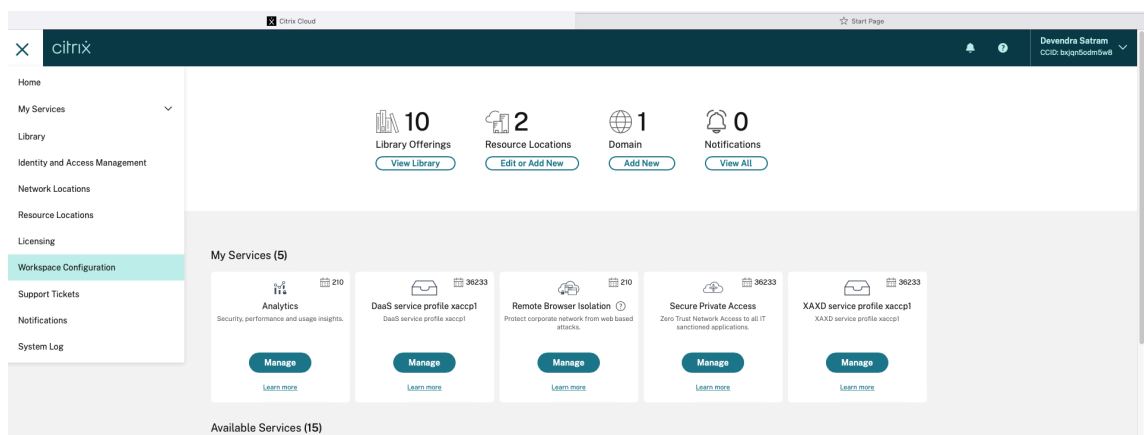 Citrix Cloud
Start Page
citrix
Devendra Satram
CCID: bxjqn5odm5w8
Home
My Services
Library
Identity and Access Management
Network Locations
Resource Locations
Licensing
Workspace Configuration
Support Tickets
Notifications
System Log
10
Library Offerings
View Library
2
Resource Locations
Edit or Add New
1
Domain
Add New
0
Notifications
View All
My Services (5)
210
Analytics
Security, performance and usage insights.
Manage
Learn more
36233
DaaS service profile xaccp1
DaaS service profile xaccp1
Manage
Learn more
210
Remote Browser Isolation ?
Protect corporate network from web based
attacks.
Manage
Learn more
36233
Secure Private Access
Zero Trust Network Access to all IT
sanctioned applications.
Manage
Learn more
36233
XAXD service profile xaccp1
XAXD service profile xaccp1
Manage
Learn more
Available Services (15)